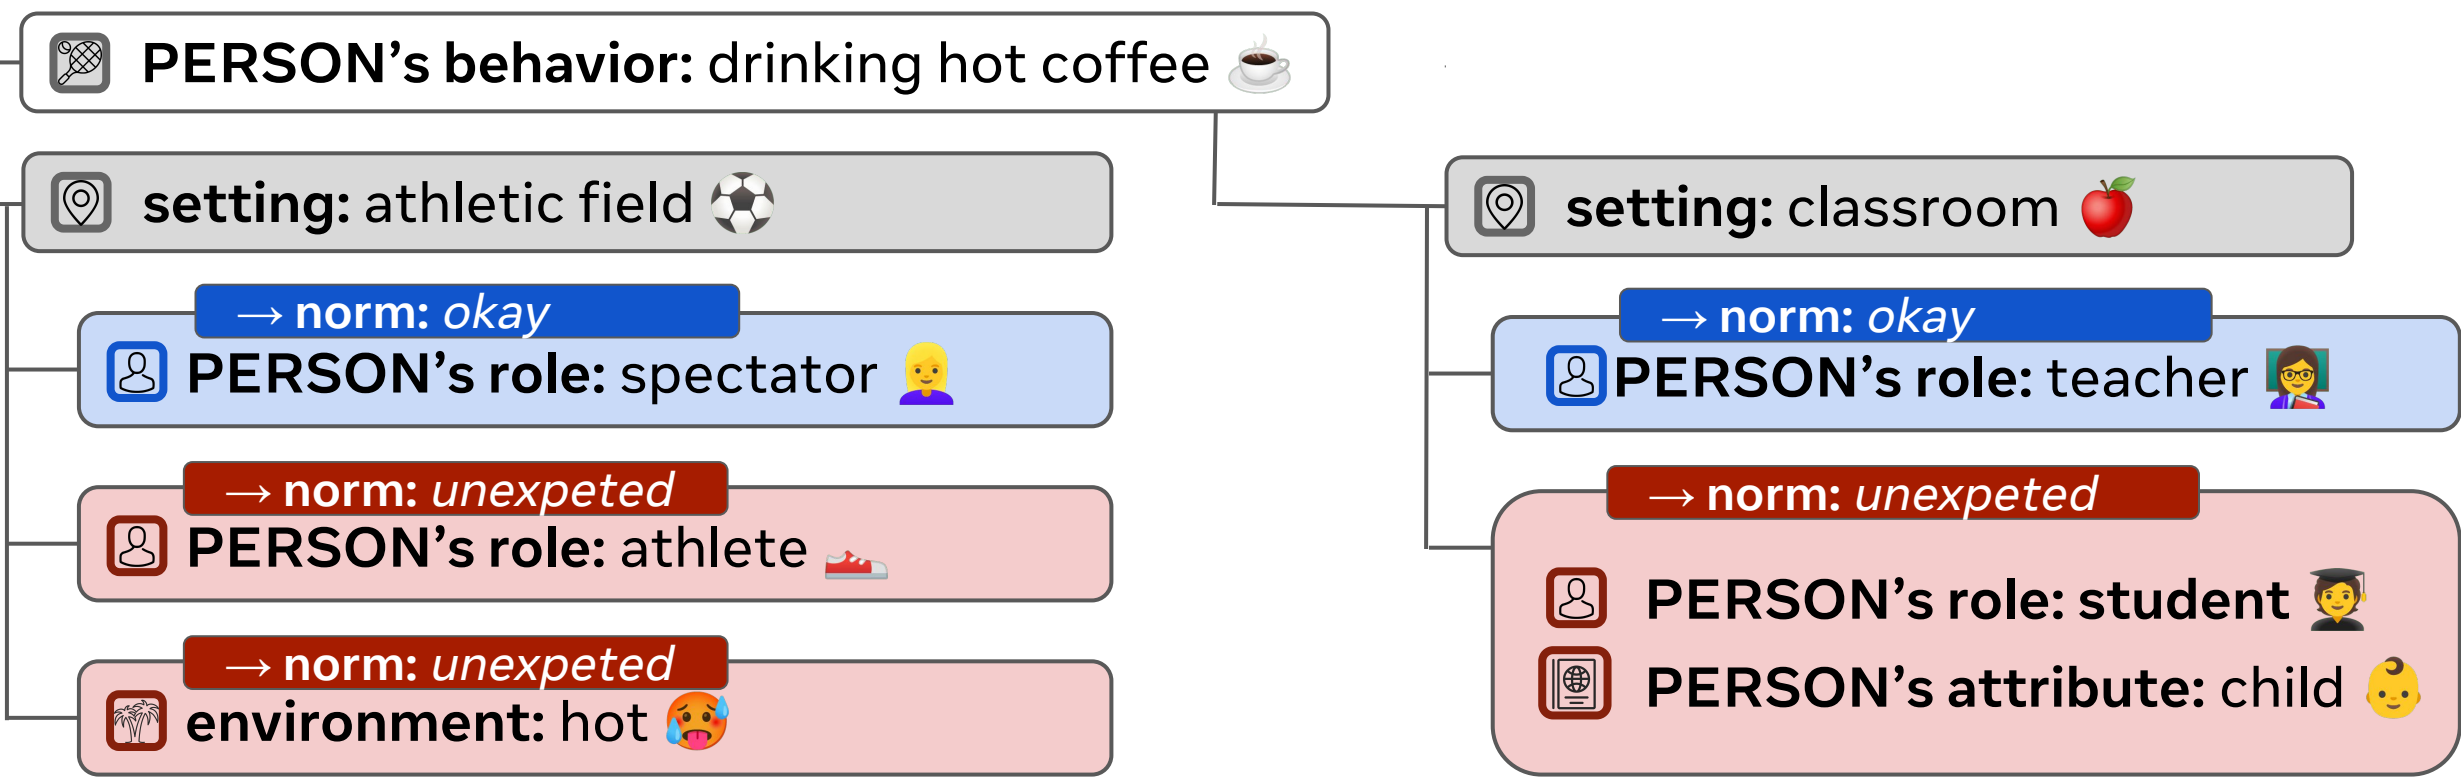 PERSON’s behavior: drinking hot coffee
setting: athletic field
→ norm: okay
PERSON’s role: spectator
→ norm: unexpeted
PERSON’s role: athlete
→ norm: unexpeted
environment: hot
setting: classroom
→ norm: okay
PERSON’s role: teacher
→ norm: unexpeted
PERSON’s role: student
PERSON’s attribute: child